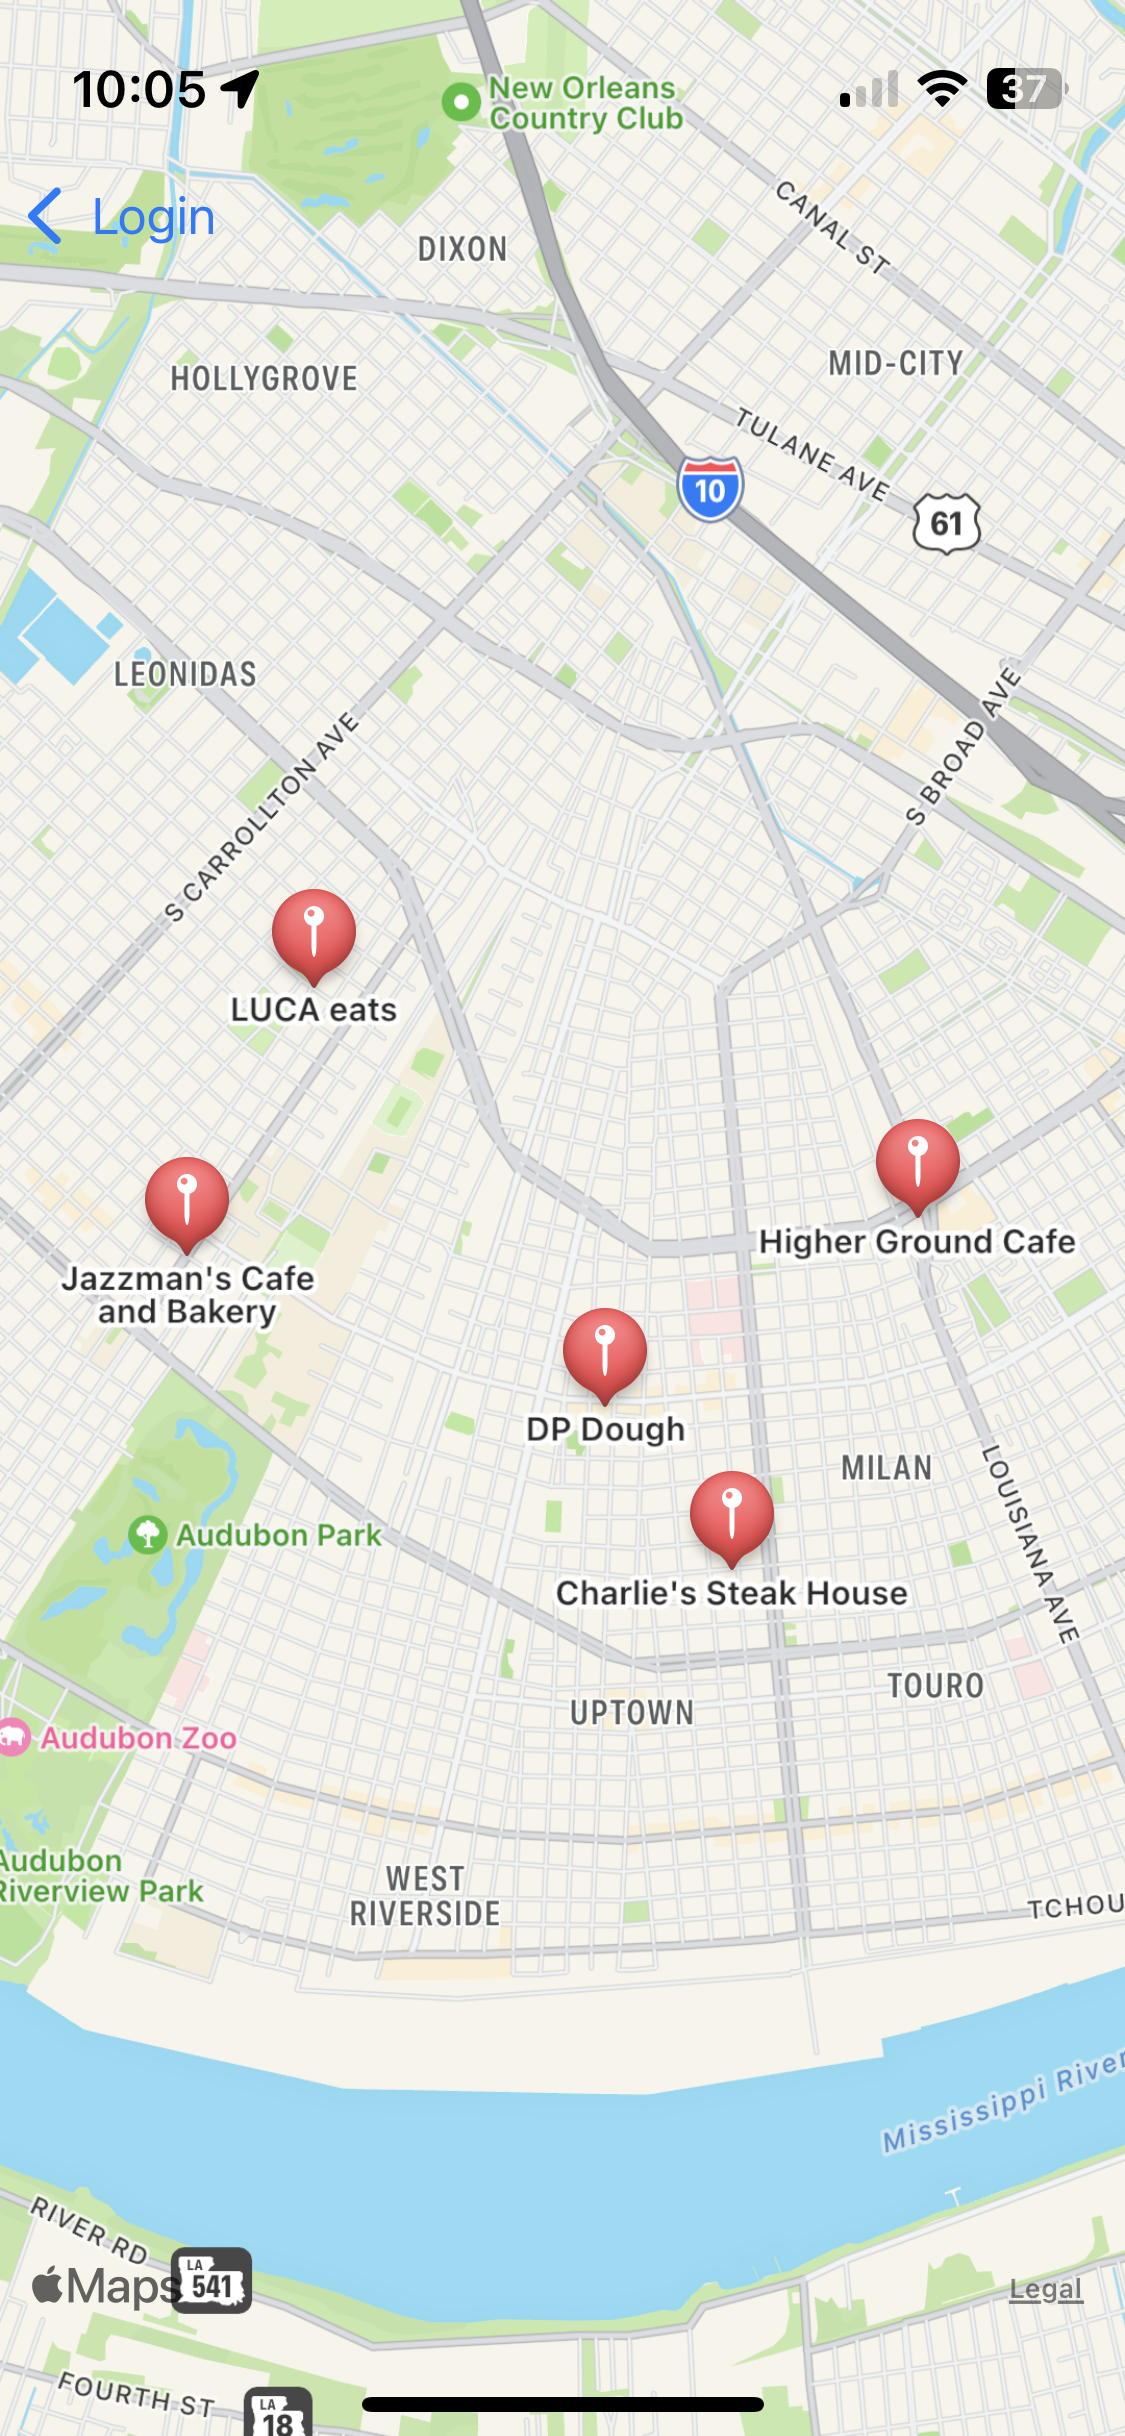 10:05
37
New Orleans
Country Club
Login
CANAL ST
DIXON
MID-CITY
HOLLYGROVE
TULANE AVE
10
61
LEONIDAS
S CARROLLTON AVE
S BROAD AVE
LUCA eats
Higher Ground Cafe
Jazzman's Cafe
and Bakery
DP Dough
MILAN
LOUISIANA AVE
Audubon Park
Charlie's Steak House
TOURO
UPTOWN
Audubon Zoo
Audubon
Riverview Park
WEST
RIVERSIDE
TCHOU
Mississippi River
RIVER RD
Maps
LA
541
Legal
FOURTH ST
LA
18